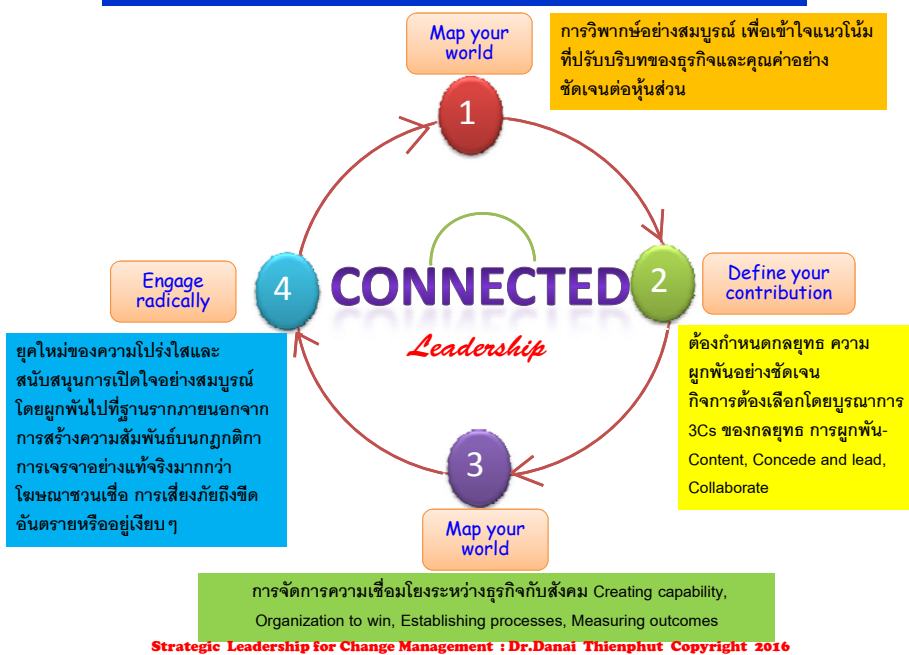 Map your
world
การวิพากษ์อย่างสมบูรณ์ เพื่อเข้าใจแนวโน้ม
ที่ปรับบริบทของธุรกิจและคุณค่าอย่าง
ชัดเจนต่อหุ้นส่วน
1
Engage
radically
4
CONNECTED
Leadership
2
Define your
contribution
ยุคใหม่ของความโปร่งใสและ
สนับสนุนการเปิดใจอย่างสมบูรณ์
โดยผูกพันไปที่ฐานรากภายนอกจาก
การสร้างความสัมพันธ์บนกฎกติกา
การเจรจาอย่างแท้จริงมากกว่า
โฆษณาชวนเชื่อ การเสี่ยงภัยถึงขีด
อันตรายหรืออยู่เงียบ ๆ
ต้องกำหนดกลยุทธ ความ
ผูกพันอย่างชัดเจน
กิจการต้องเลือกโดยบูรณาการ
3Cs ของกลยุทธ การผูกพัน-
Content, Concede and lead,
Collaborate
3
Map your
world
การจัดการความเชื่อมโยงระหว่างธุรกิจกับสังคม Creating capability,
Organization to win, Establishing processes, Measuring outcomes
Strategic Leadership for Change Management : Dr.Danai Thienphut Copyright 2016